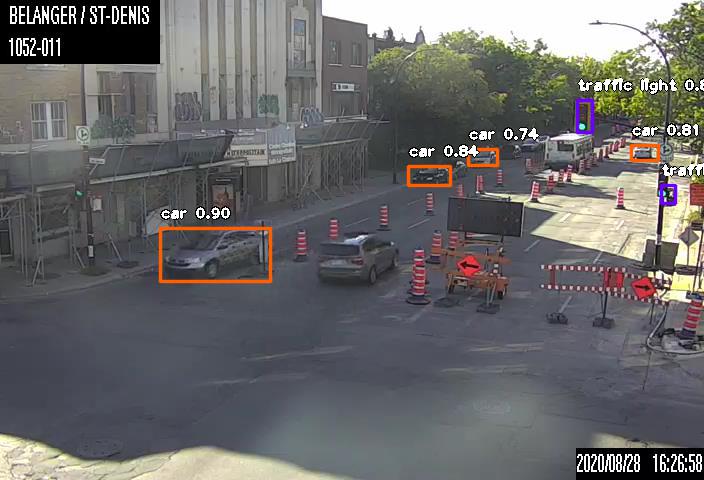 BELANGER / ST-DENIS
1052-011
traffic light 0.8
car 0.74
car 0.81
car 0.84
traff
car 0.90
2020/08/28 16:26:58